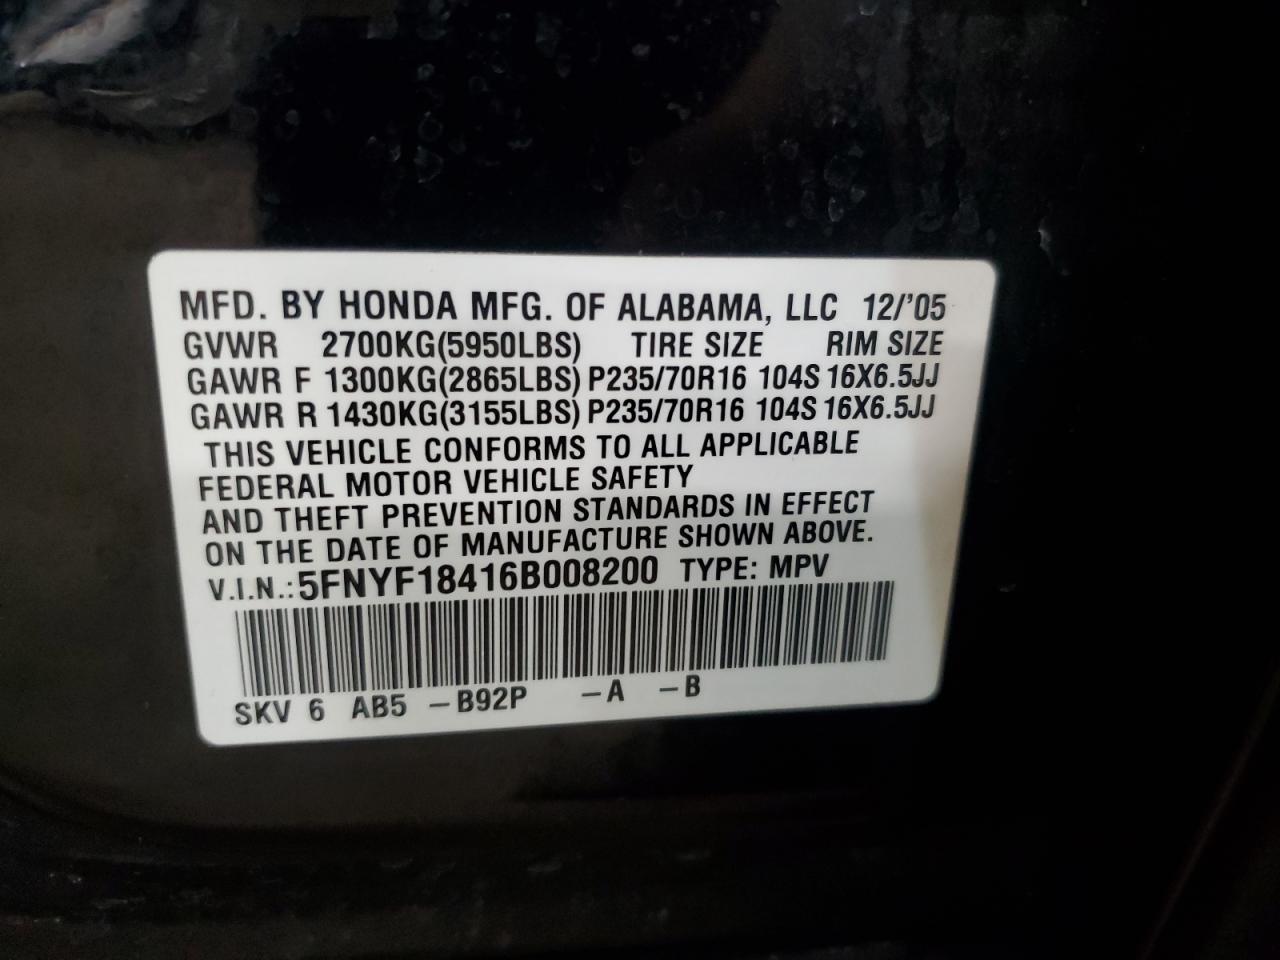 MFD. BY HONDA MFG. OF ALABAMA, LLC 12/'05
GVWR 2700KG(5950LBS) TIRE SIZE RIM SIZE
GAWR F 1300KG(2865LBS) P235/70R16 104S 16X6.5JJ
GAWR R 1430KG(3155LBS) P235/70R16 104S 16X6.5JJ
THIS VEHICLE CONFORMS TO ALL APPLICABLE
FEDERAL MOTOR VEHICLE SAFETY
AND THEFT PREVENTION STANDARDS IN EFFECT
ON THE DATE OF MANUFACTURE SHOWN ABOVE.
V.I.N.: 5FNYF18416B008200 TYPE: MPV
SKV 6 AB5 -B92P -A -B